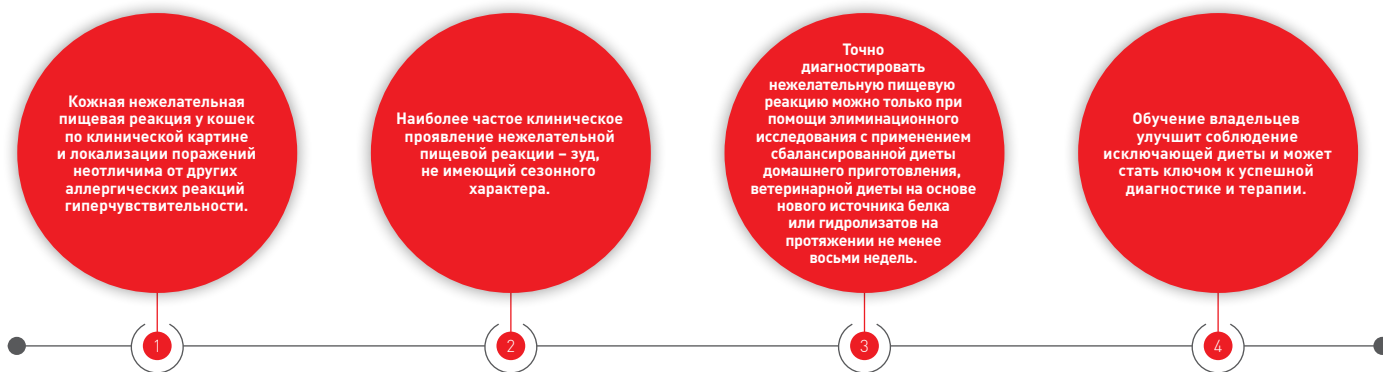 Кожная нежелательная
пищевая реакция у кошек
по клинической картине
и локализации поражений
неотличима от других
аллергических реакций
гиперчувствительности.
Наиболее частое клиническое
проявление нежелательной
пищевой реакции – зуд,
не имеющий сезонного
характера.
Точно
диагностировать
нежелательную пищевую
реакцию можно только при
помощи элиминационного
исследования с применением
сбалансированной диеты
домашнего приготовления,
ветеринарной диеты на основе
нового источника белка
или гидролизатов на
протяжении не менее
восьми недель.
Обучение владельцев
улучшит соблюдение
исключающей диеты и может
стать ключом к успешной
диагностике и терапии.
1
2
3
4